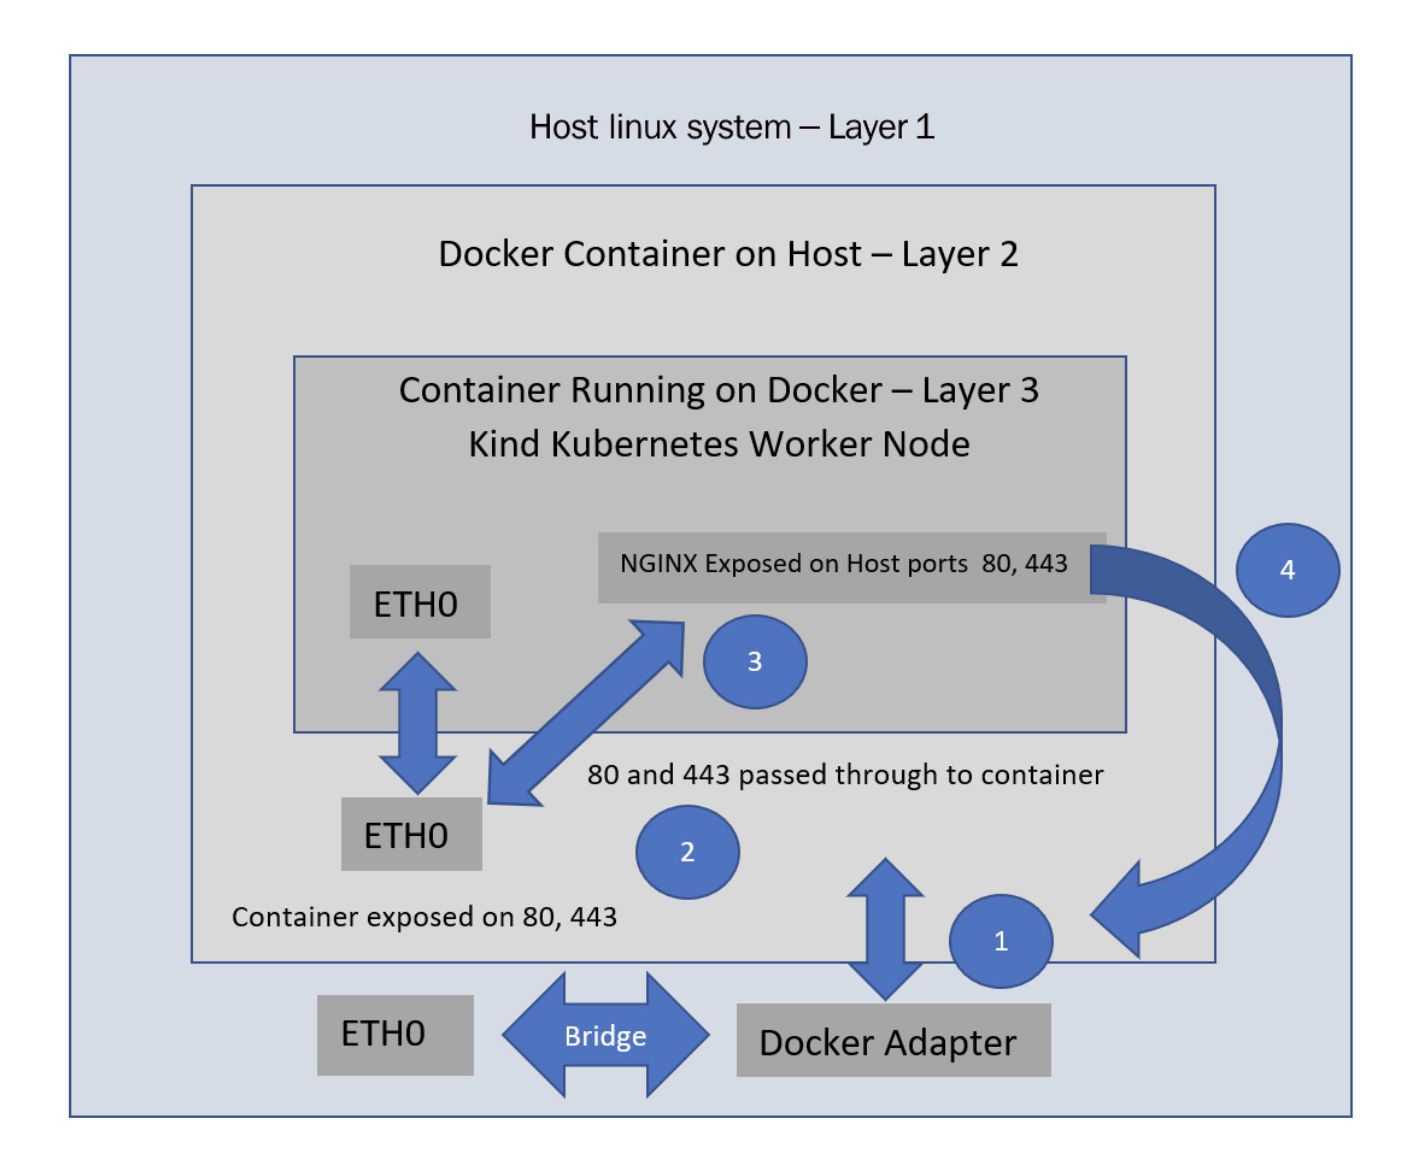 Host linux system – Layer 1
Docker Container on Host – Layer 2
Container Running on Docker – Layer 3
Kind Kubernetes Worker Node
NGINX Exposed on Host ports  80, 443
4
ETH0
3
80 and 443 passed through to container
ETH0
2
Container exposed on 80, 443
1
ETH0
Bridge
Docker Adapter